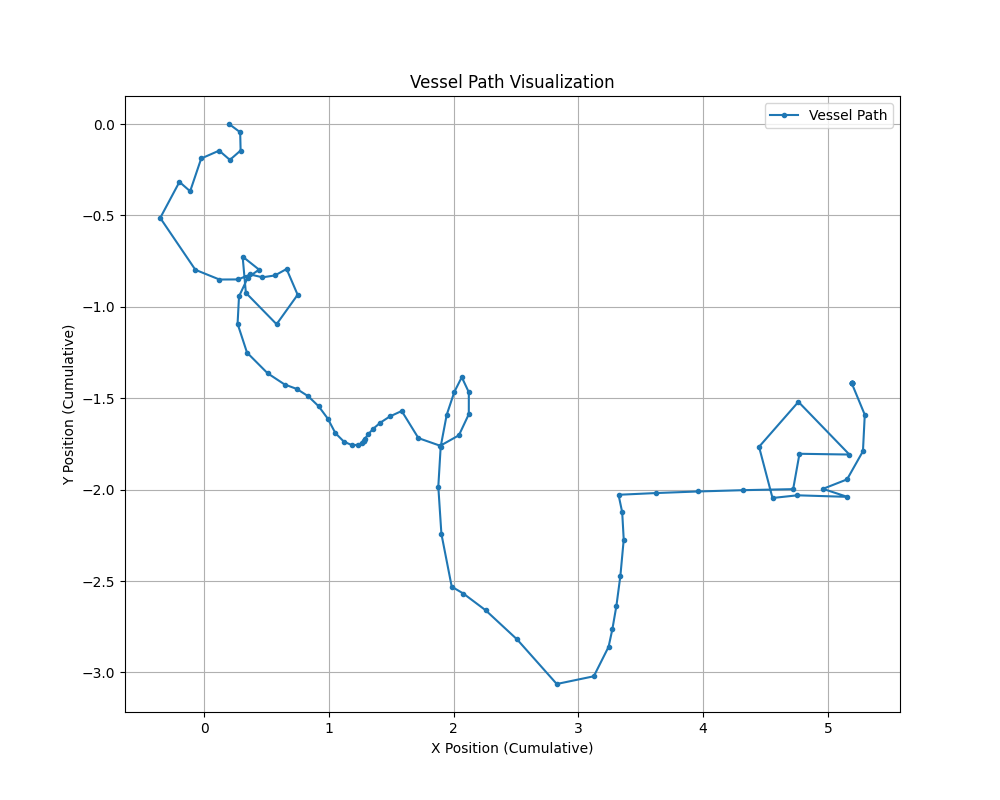 Vessel Path Visualization
Vessel Path
0.0
−0.5
−1.0
−1.5
−2.0
−2.5
−3.0
Y Position (Cumulative)
0 1 2 3 4 5
X Position (Cumulative)